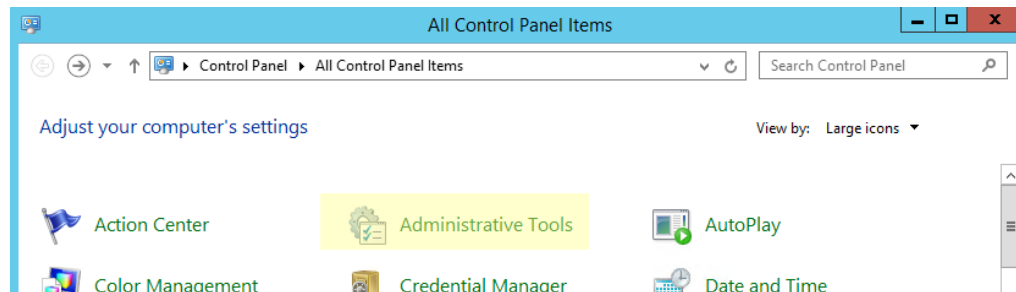 All Control Panel Items
Control Panel All Control Panel Items Search Control Panel
Adjust your computer's settings View by: Large icons
Action Center Administrative Tools AutoPlay
Color Management Credential Manager Date and Time